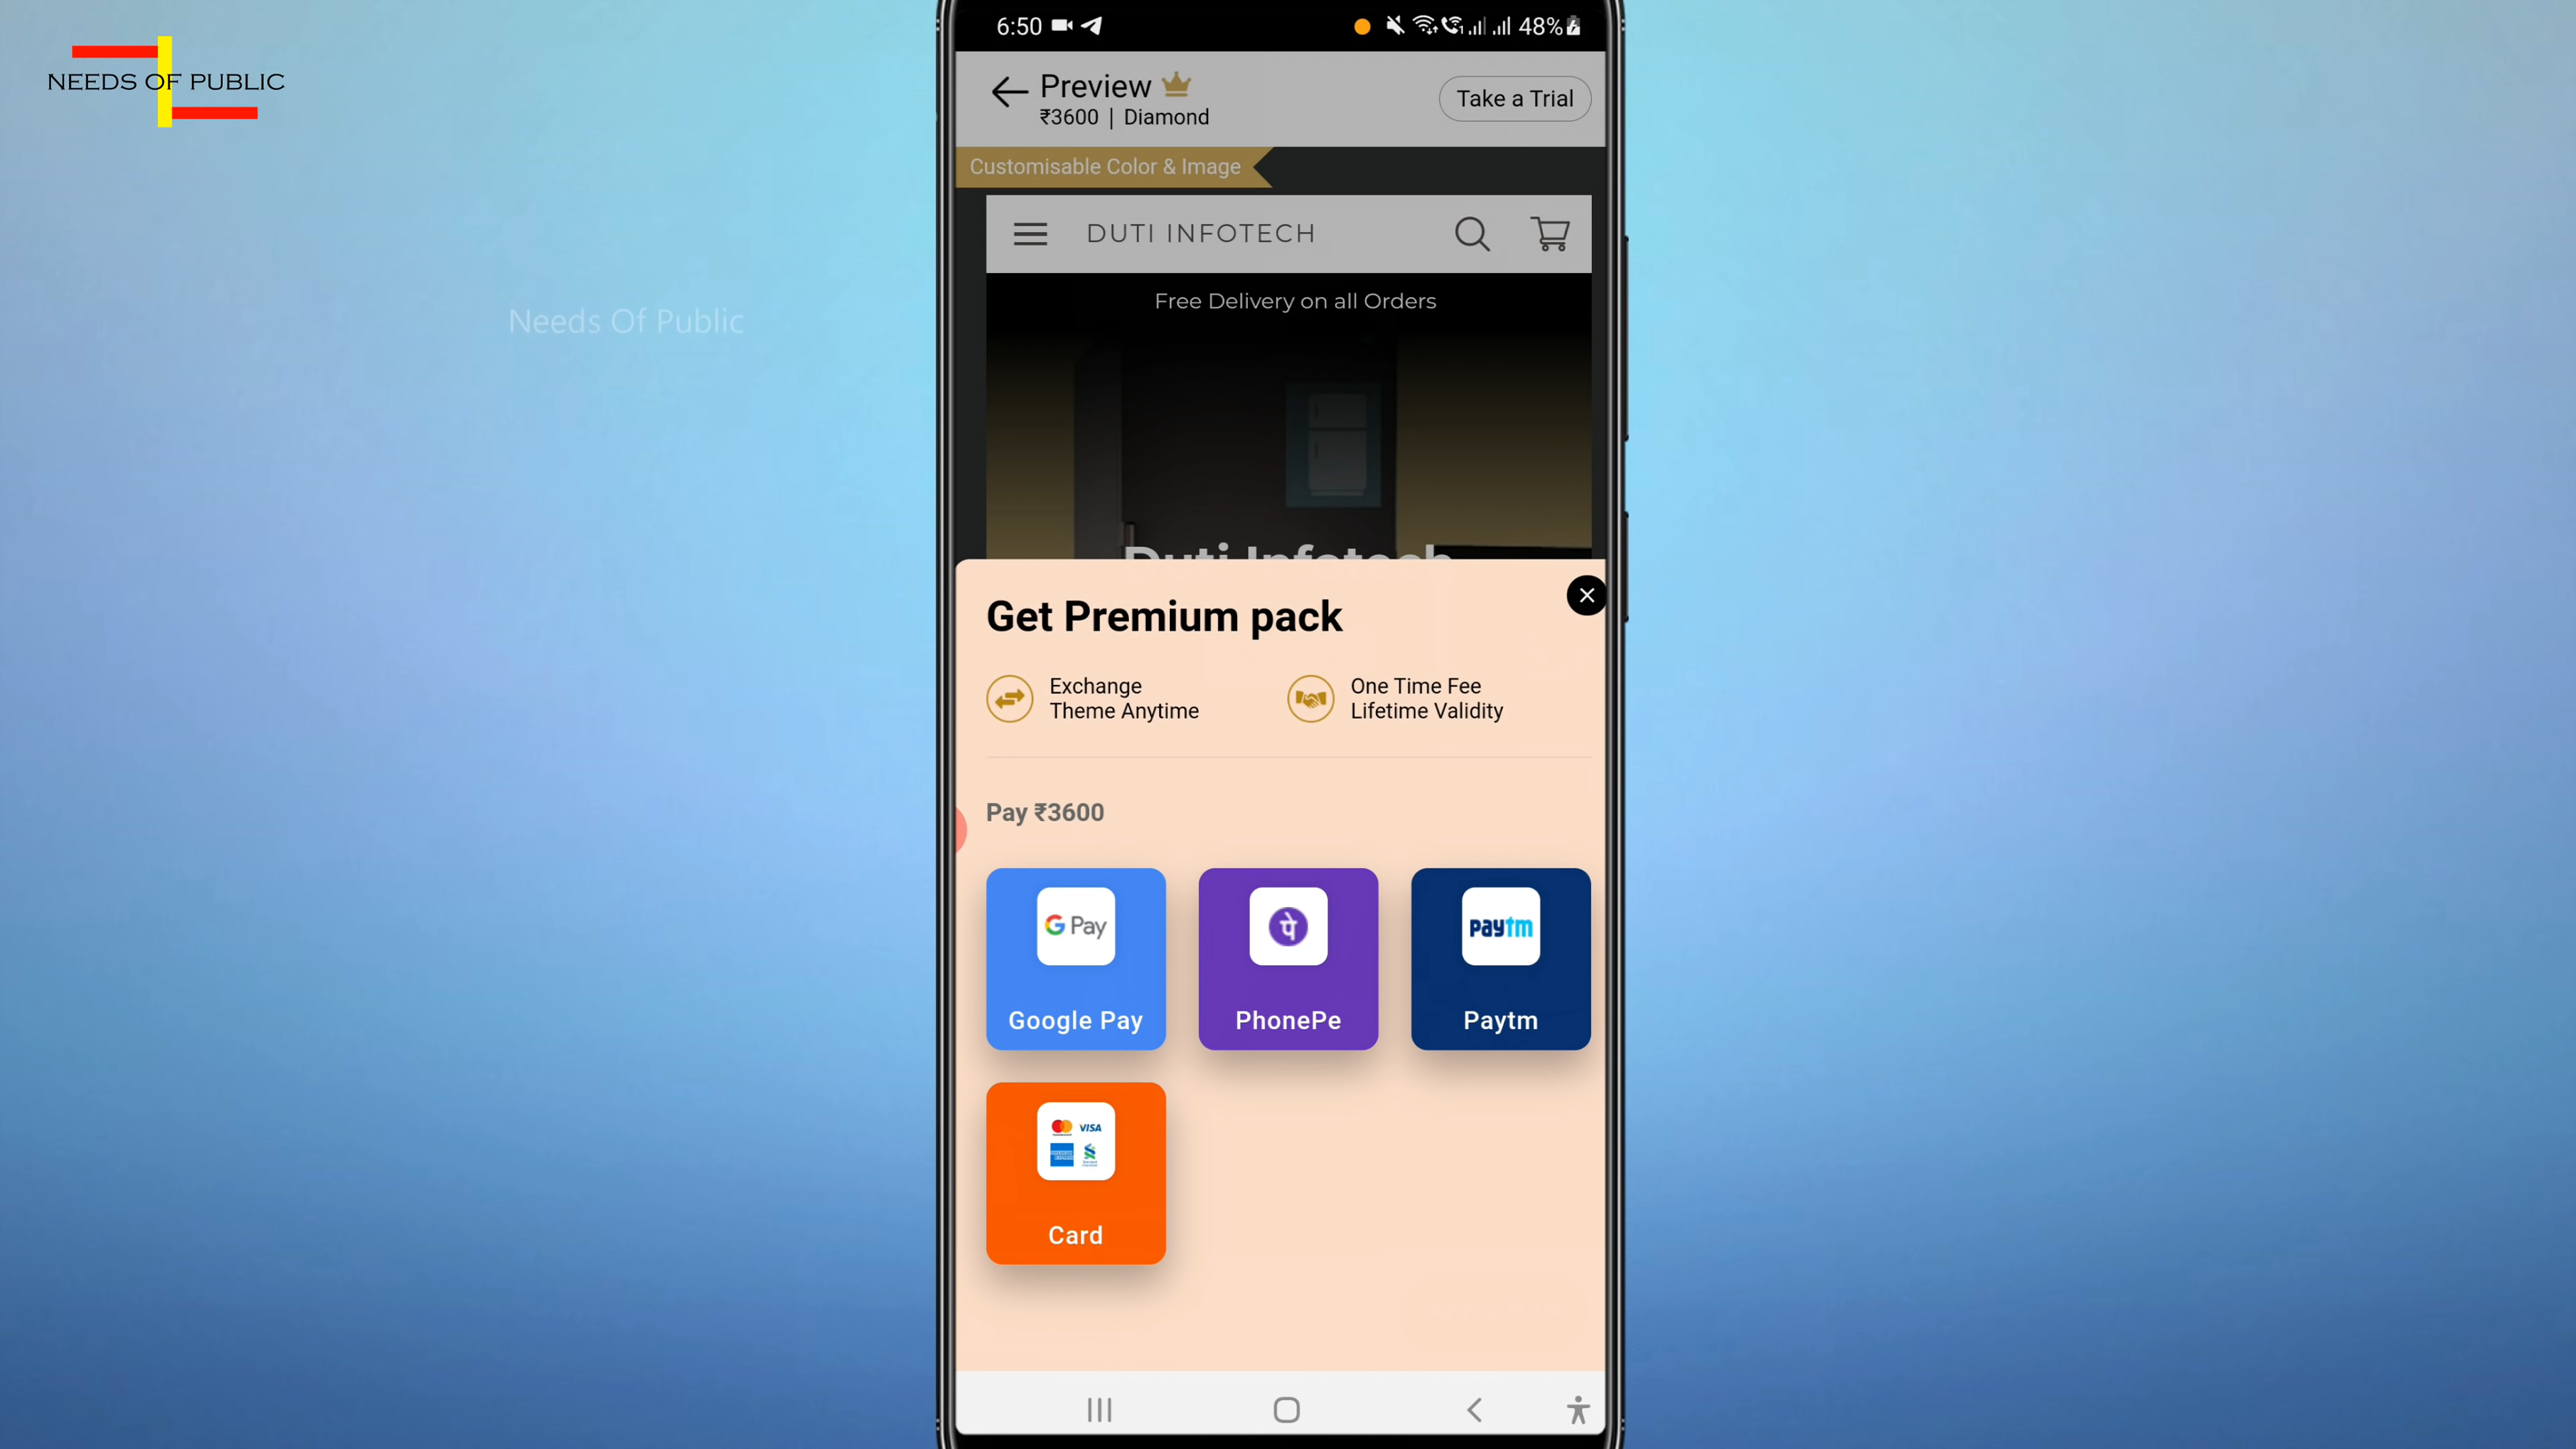 NEEDS OF PUBLIC
Needs Of Public
6:50
48%
Preview
₹3600 | Diamond
Take a Trial
Customisable Color & Image
DUTI INFOTECH
Free Delivery on all Orders
Duti Infotech
Get Premium pack
Exchange
Theme Anytime
One Time Fee
Lifetime Validity
Pay ₹3600
G Pay
पे
paytm
Google Pay
PhonePe
Paytm
VISA
Card